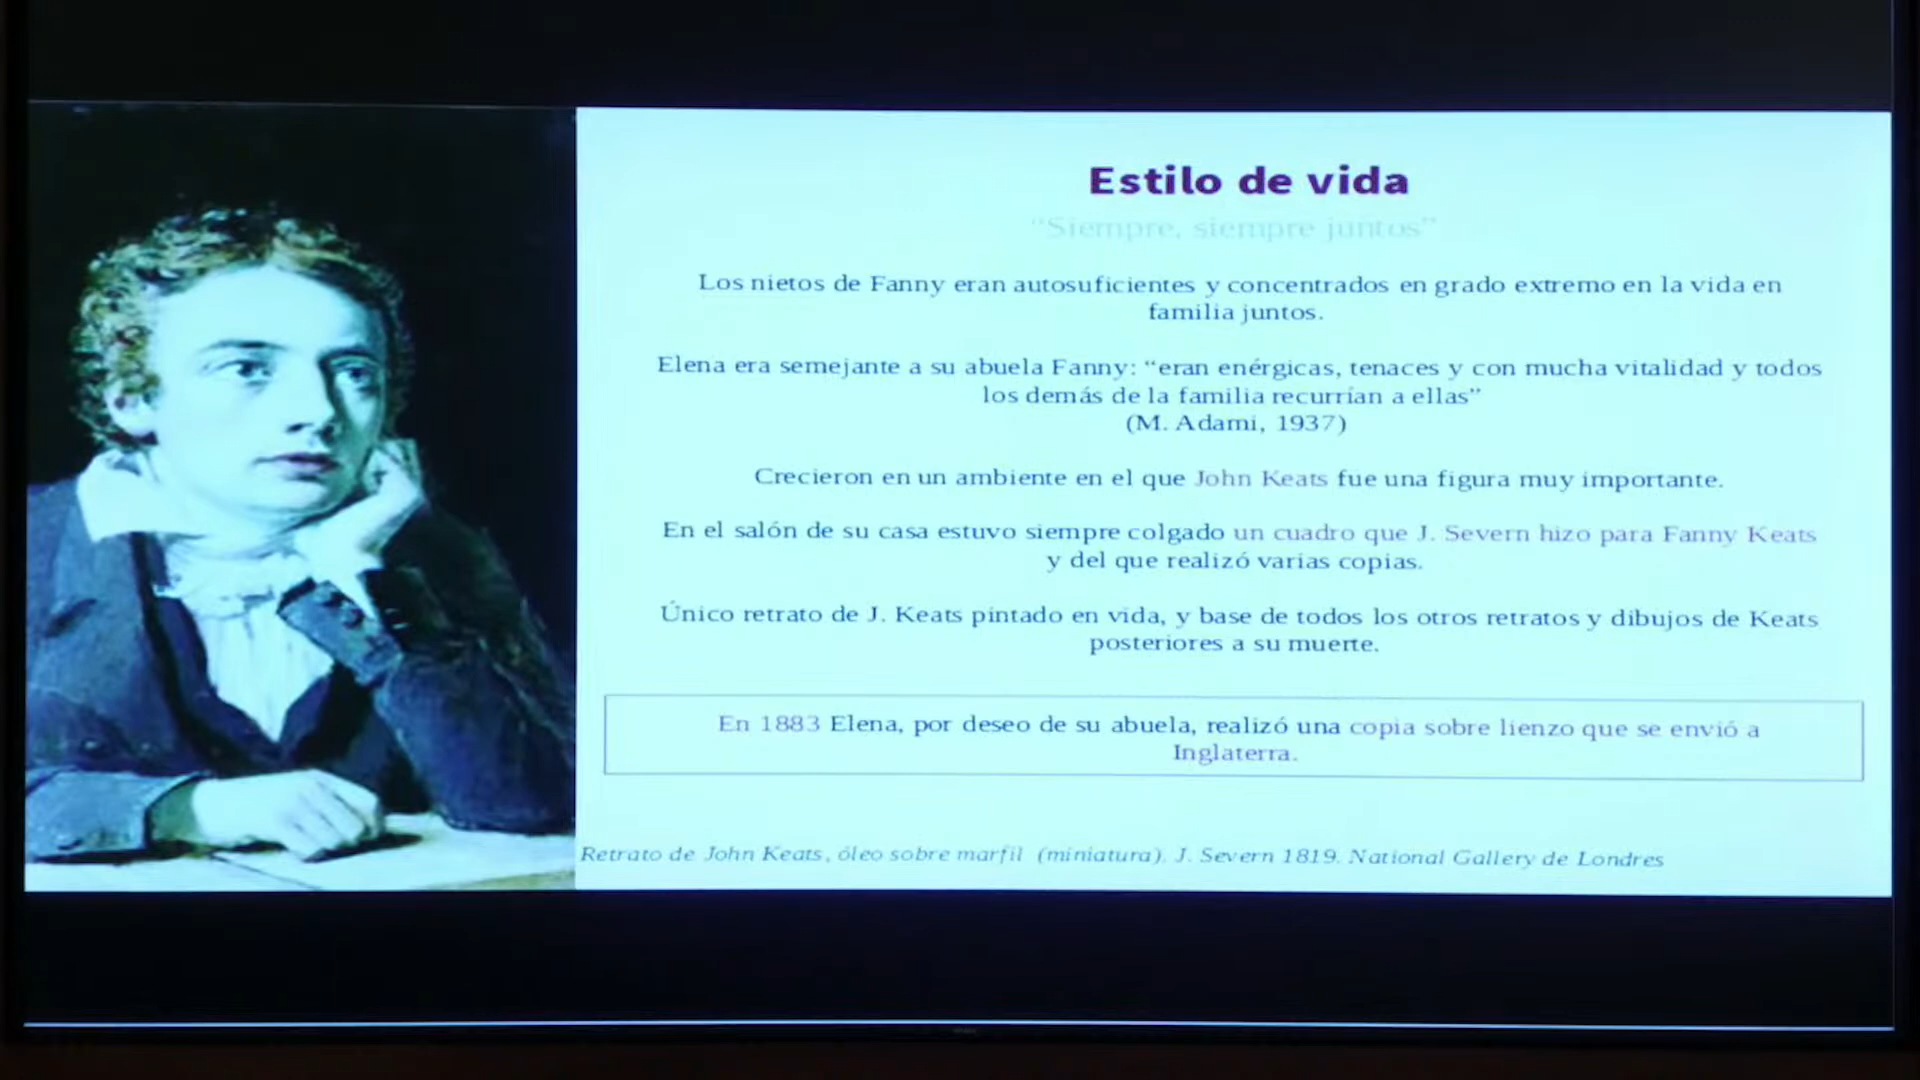 Estilo de vida
“Siempre, siempre juntos”
Los nietos de Fanny eran autosuficientes y concentrados en grado extremo en la vida en
familia juntos.
Elena era semejante a su abuela Fanny: “eran enérgicas, tenaces y con mucha vitalidad y todos
los demás de la familia recurrían a ellas”
(M. Adami, 1937)
Crecieron en un ambiente en el que John Keats fue una figura muy importante.
En el salón de su casa estuvo siempre colgado un cuadro que J. Severn hizo para Fanny Keats
y del que realizó varias copias.
Único retrato de J. Keats pintado en vida, y base de todos los otros retratos y dibujos de Keats
posteriores a su muerte.
En 1883 Elena, por deseo de su abuela, realizó una copia sobre lienzo que se envió a
Inglaterra.
Retrato de John Keats, óleo sobre marfil (miniatura). J. Severn 1819. National Gallery de Londres